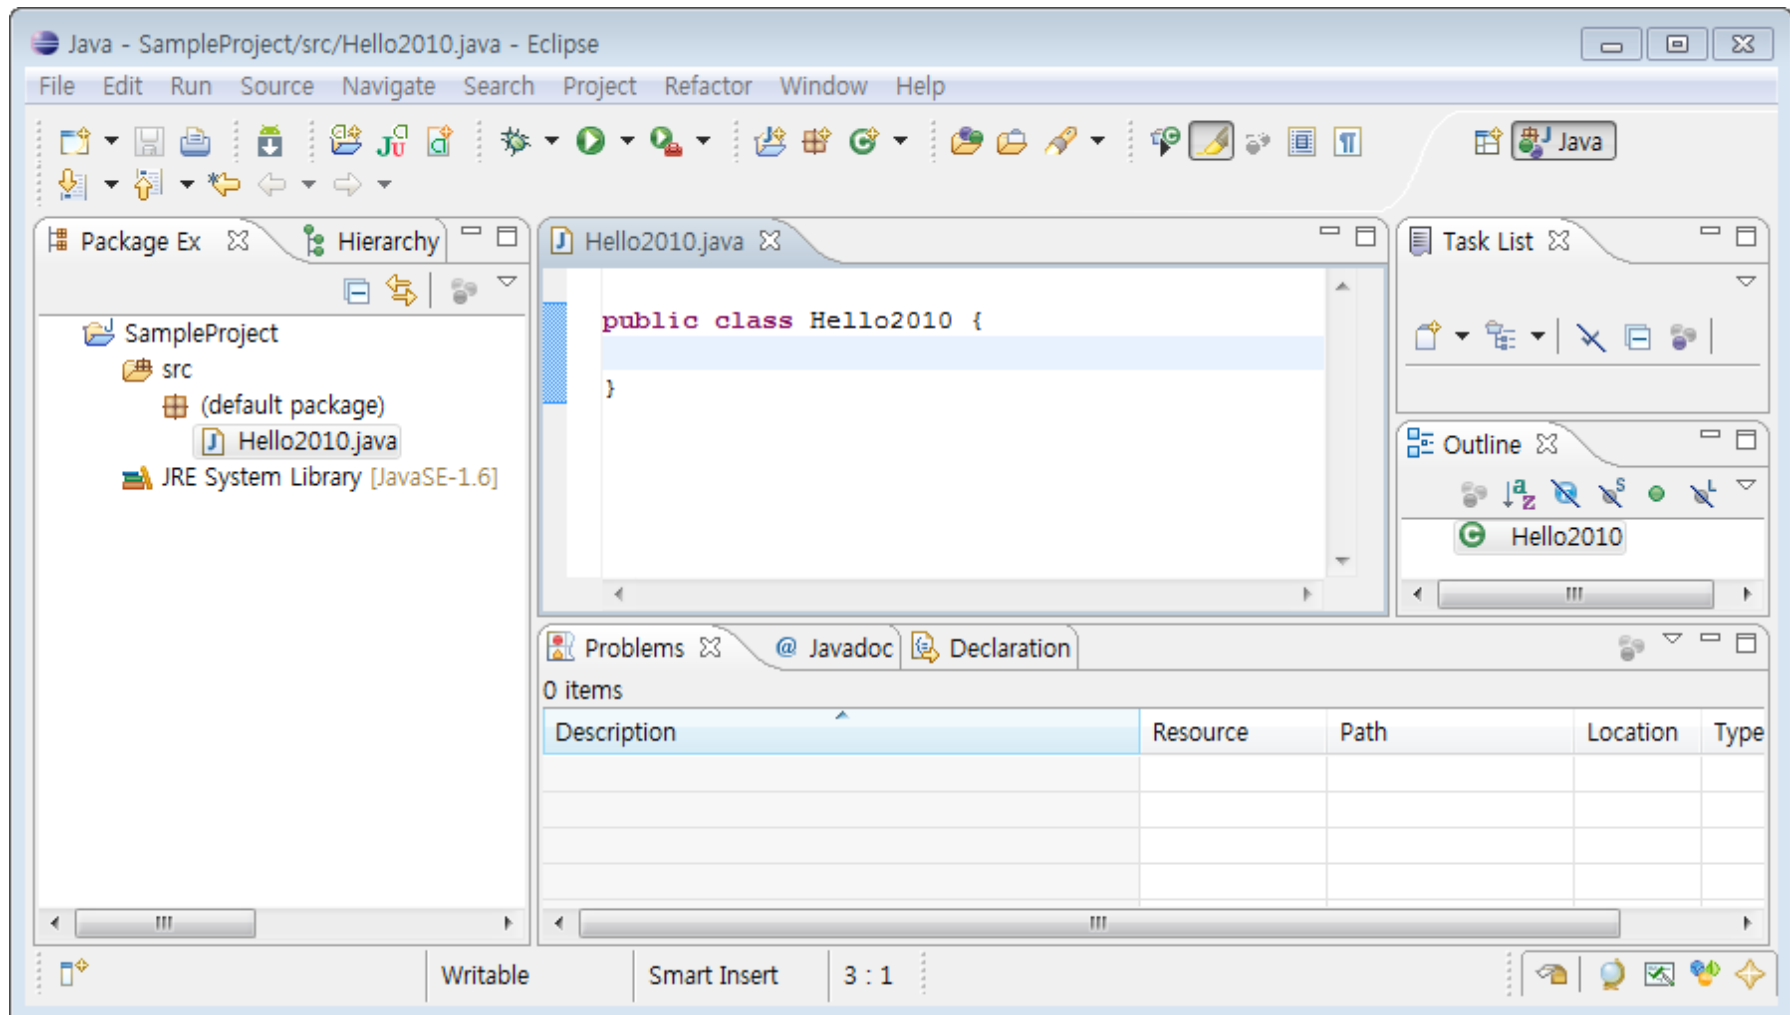 Java - SampleProject/src/Hello2010.java - Eclipse
File Edit Run Source Navigate Search Project Refactor Window Help
Java
Package Ex Hierarchy
SampleProject
src
(default package)
Hello2010.java
JRE System Library [JavaSE-1.6]
Hello2010.java
public class Hello2010 {
}
Task List
Outline
Hello2010
Problems @ Javadoc Declaration
0 items
Description Resource Path Location Type
Writable Smart Insert 3 : 1